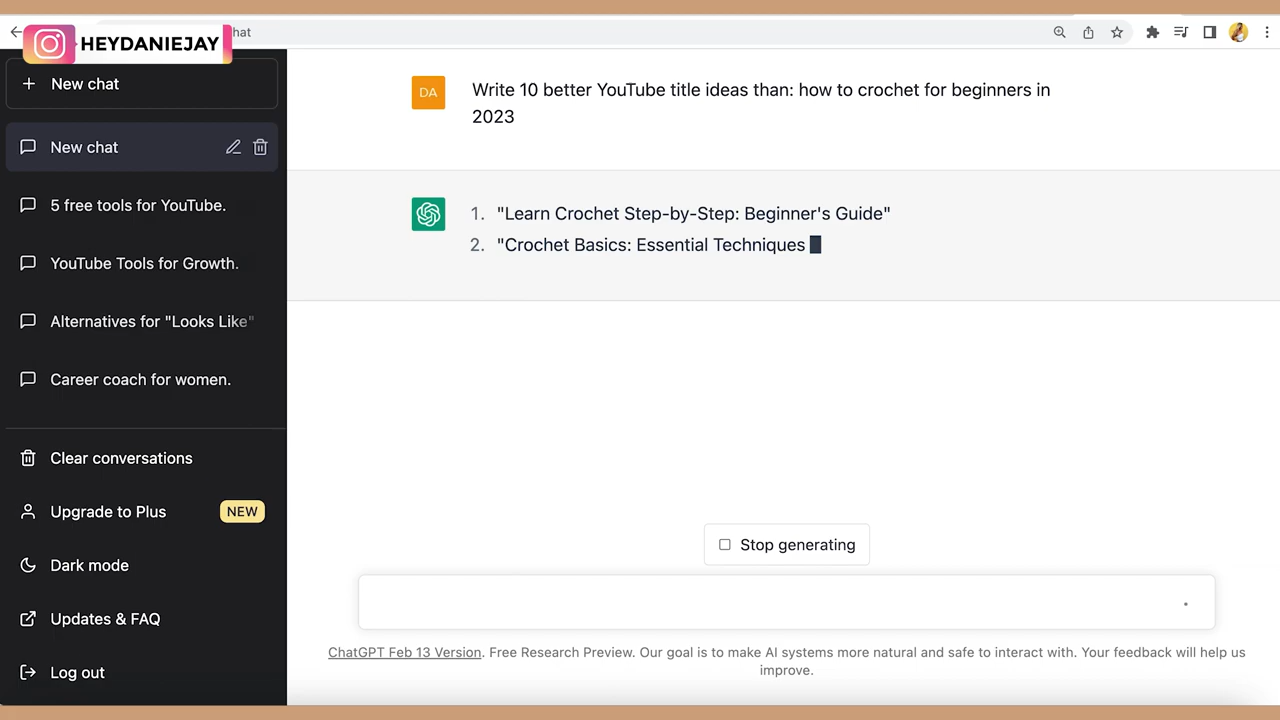 hat
HEYDANIEJAY
New chat
New chat
5 free tools for YouTube.
YouTube Tools for Growth.
Alternatives for "Looks Like"
Career coach for women.
Clear conversations
Upgrade to Plus NEW
Dark mode
Updates & FAQ
Log out
DA
Write 10 better YouTube title ideas than: how to crochet for beginners in
2023
1. "Learn Crochet Step-by-Step: Beginner's Guide"
2. "Crochet Basics: Essential Techniques
Stop generating
ChatGPT Feb 13 Version. Free Research Preview. Our goal is to make AI systems more natural and safe to interact with. Your feedback will help us
improve.